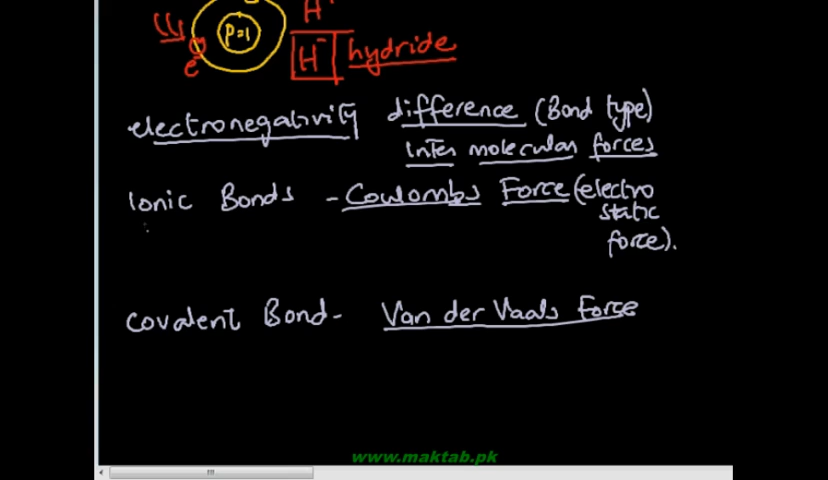 H
P=1
e
H⁻ hydride
electronegativity difference (Bond type)
Inter molecular forces
Ionic Bonds - Coulombs Force (electro
static
force).
Covalent Bond - Van der Vaals Force
www.maktab.pk